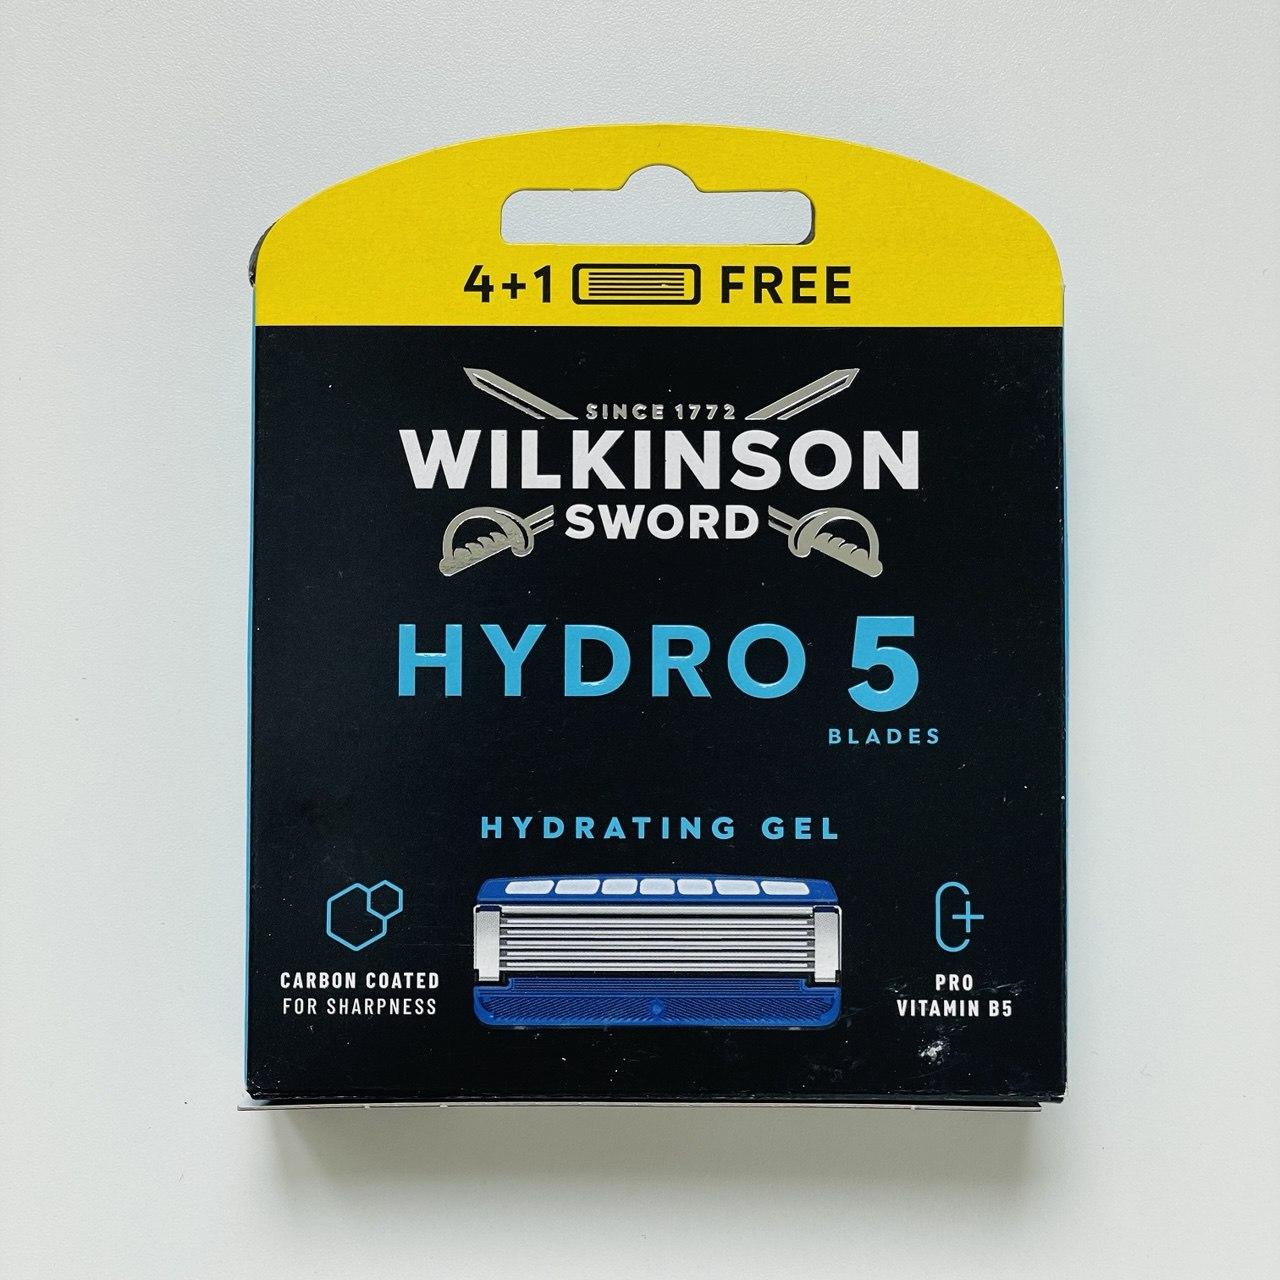 4+1 FREE
SINCE 1772
WILKINSON
SWORD
HYDRO 5
BLADES
HYDRATING GEL
CARBON COATED
FOR SHARPNESS
PRO
VITAMIN B5